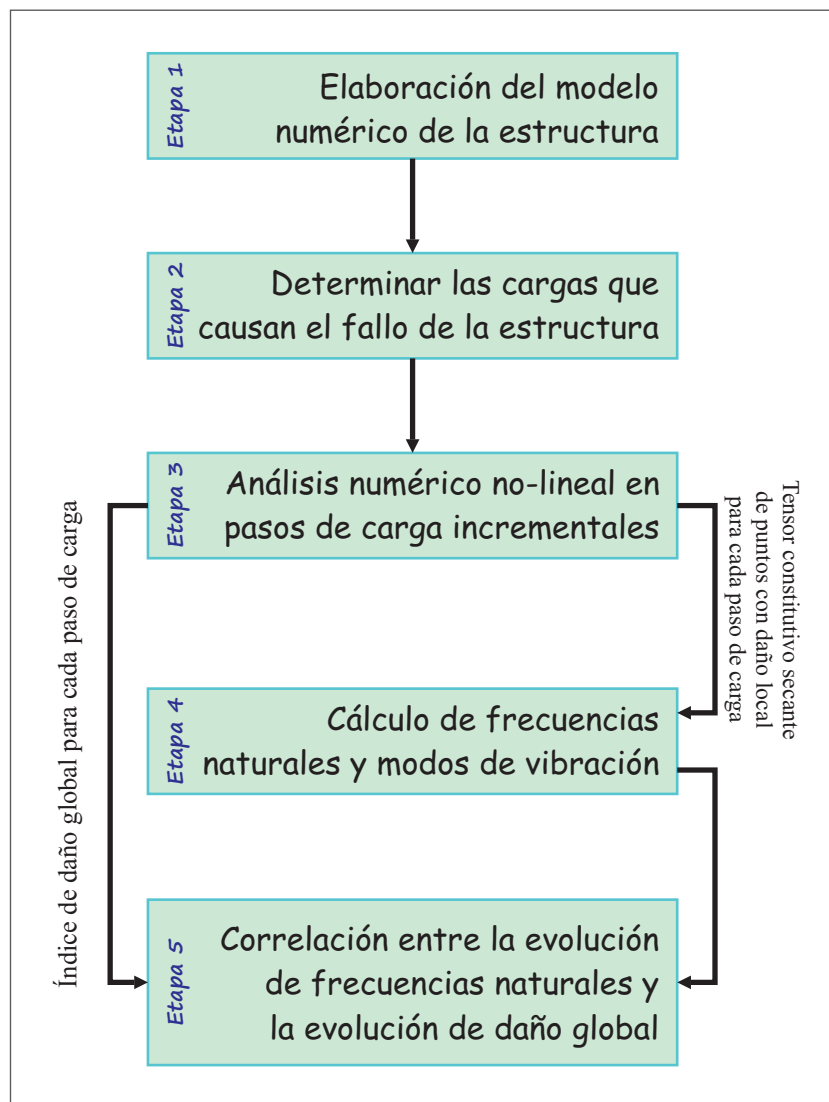 Etapa 1
Elaboración del modelo
numérico de la estructura
Etapa 2
Determinar las cargas que
causan el fallo de la estructura
Etapa 3
Análisis numérico no-lineal en
pasos de carga incrementales
Tensor constitutivo secante
de puntos con daño local
para cada paso de carga
Índice de daño global para cada paso de carga
Etapa 4
Cálculo de frecuencias
naturales y modos de vibración
Etapa 5
Correlación entre la evolución
de frecuencias naturales y
la evolución de daño global